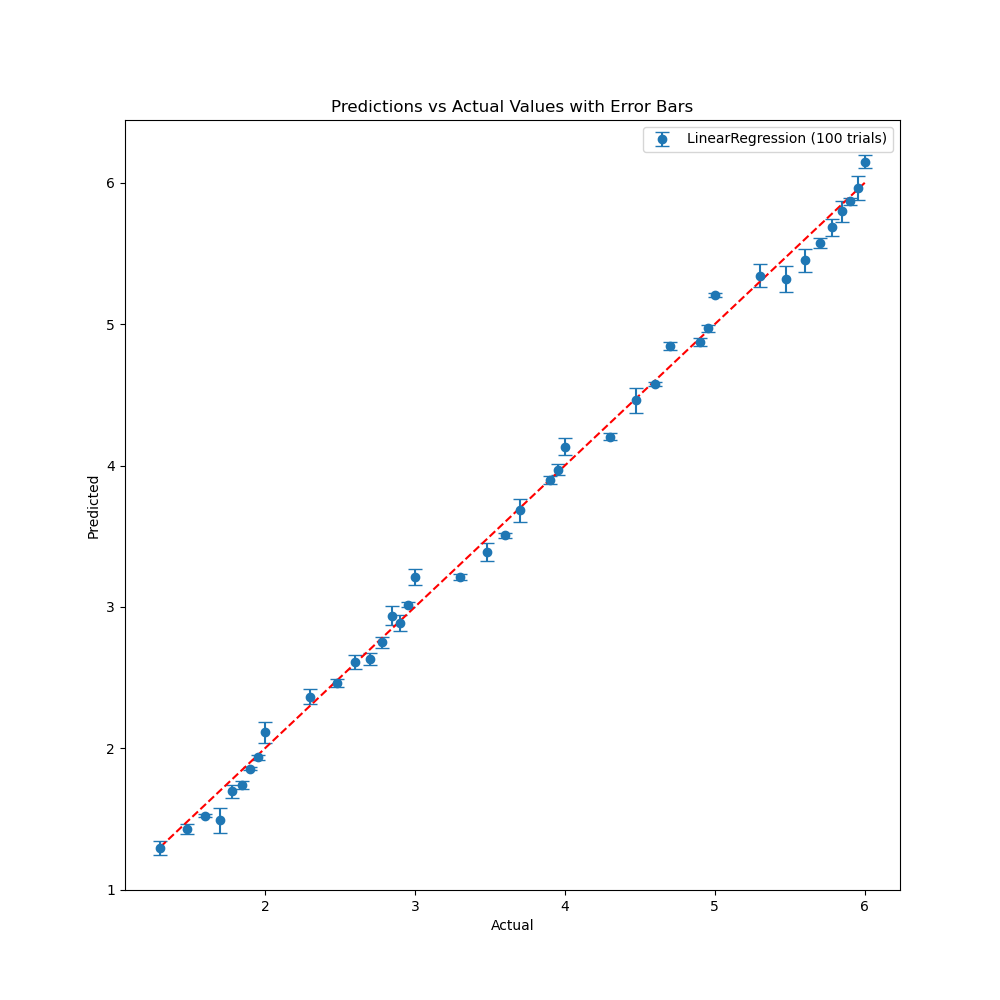 Predictions vs Actual Values with Error Bars
LinearRegression (100 trials)
6
5
4
3
2
1
Predicted
2 3 4 5 6
Actual